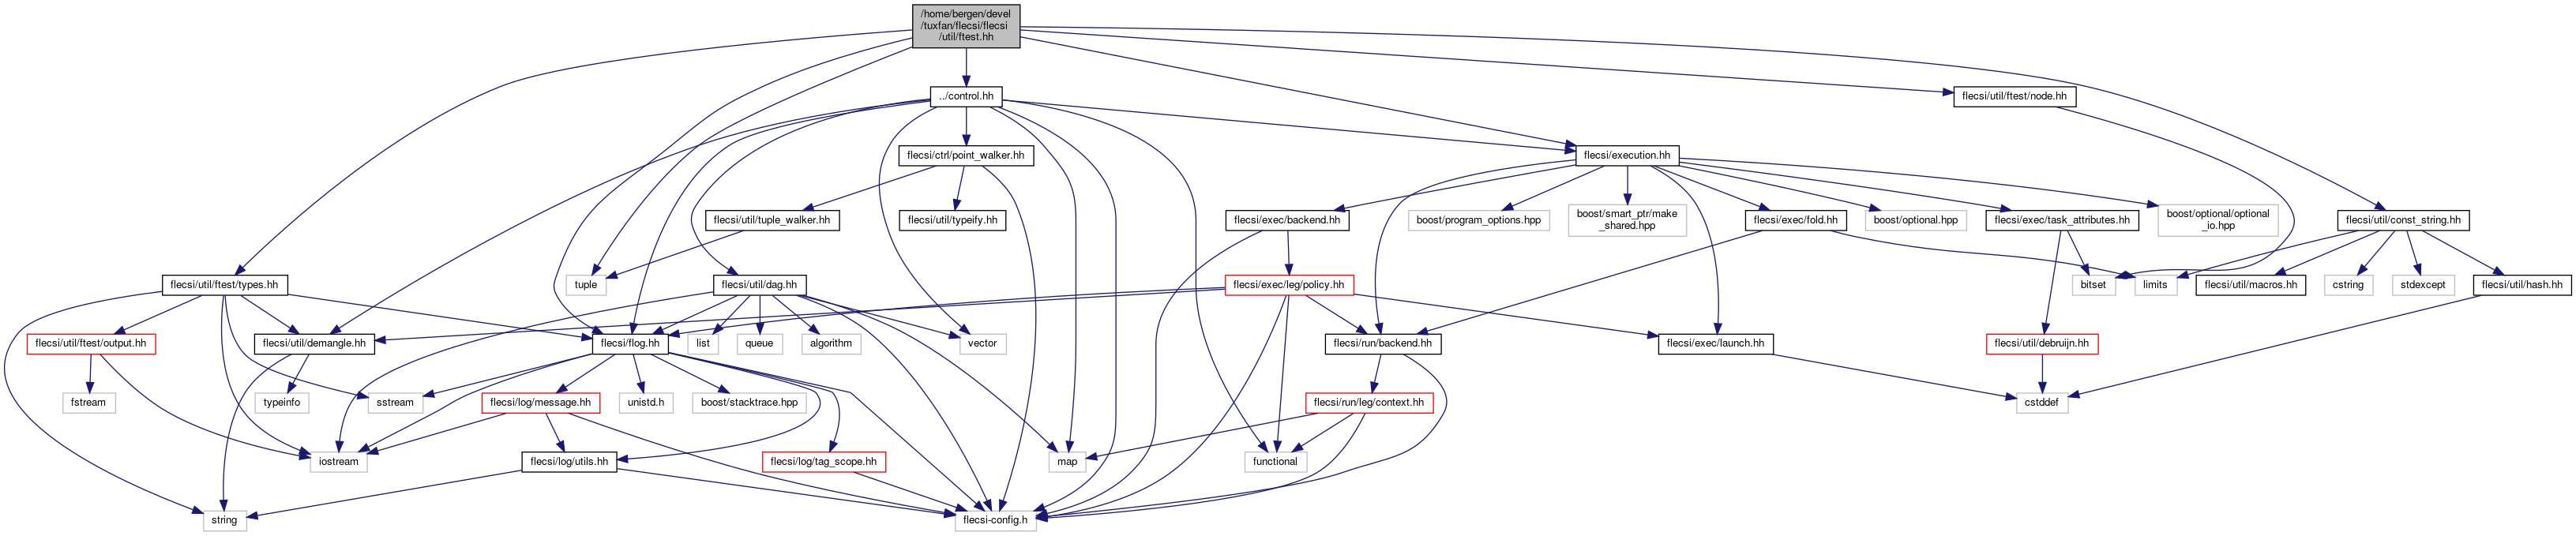 /home/bergen/devel
/tuxfan/flecsi/flecsi
/util/ftest.hh
../control.hh
flecsi/util/ftest/node.hh
flecsi/ctrl/point_walker.hh
flecsi/execution.hh
flecsi/util/tuple_walker.hh
flecsi/util/typeify.hh
flecsi/exec/backend.hh
boost/program_options.hpp
boost/smart_ptr/make
_shared.hpp
flecsi/exec/fold.hh
boost/optional.hpp
flecsi/exec/task_attributes.hh
boost/optional/optional
_io.hpp
flecsi/util/const_string.hh
flecsi/util/ftest/types.hh
tuple
flecsi/util/dag.hh
flecsi/exec/leg/policy.hh
bitset
limits
flecsi/util/macros.hh
cstring
stdexcept
flecsi/util/hash.hh
flecsi/util/ftest/output.hh
flecsi/util/demangle.hh
flecsi/flog.hh
list
queue
algorithm
vector
flecsi/run/backend.hh
flecsi/exec/launch.hh
flecsi/util/debruijn.hh
fstream
typeinfo
sstream
flecsi/log/message.hh
unistd.h
boost/stacktrace.hpp
flecsi/run/leg/context.hh
cstddef
iostream
flecsi/log/utils.hh
flecsi/log/tag_scope.hh
map
functional
string
flecsi-config.h